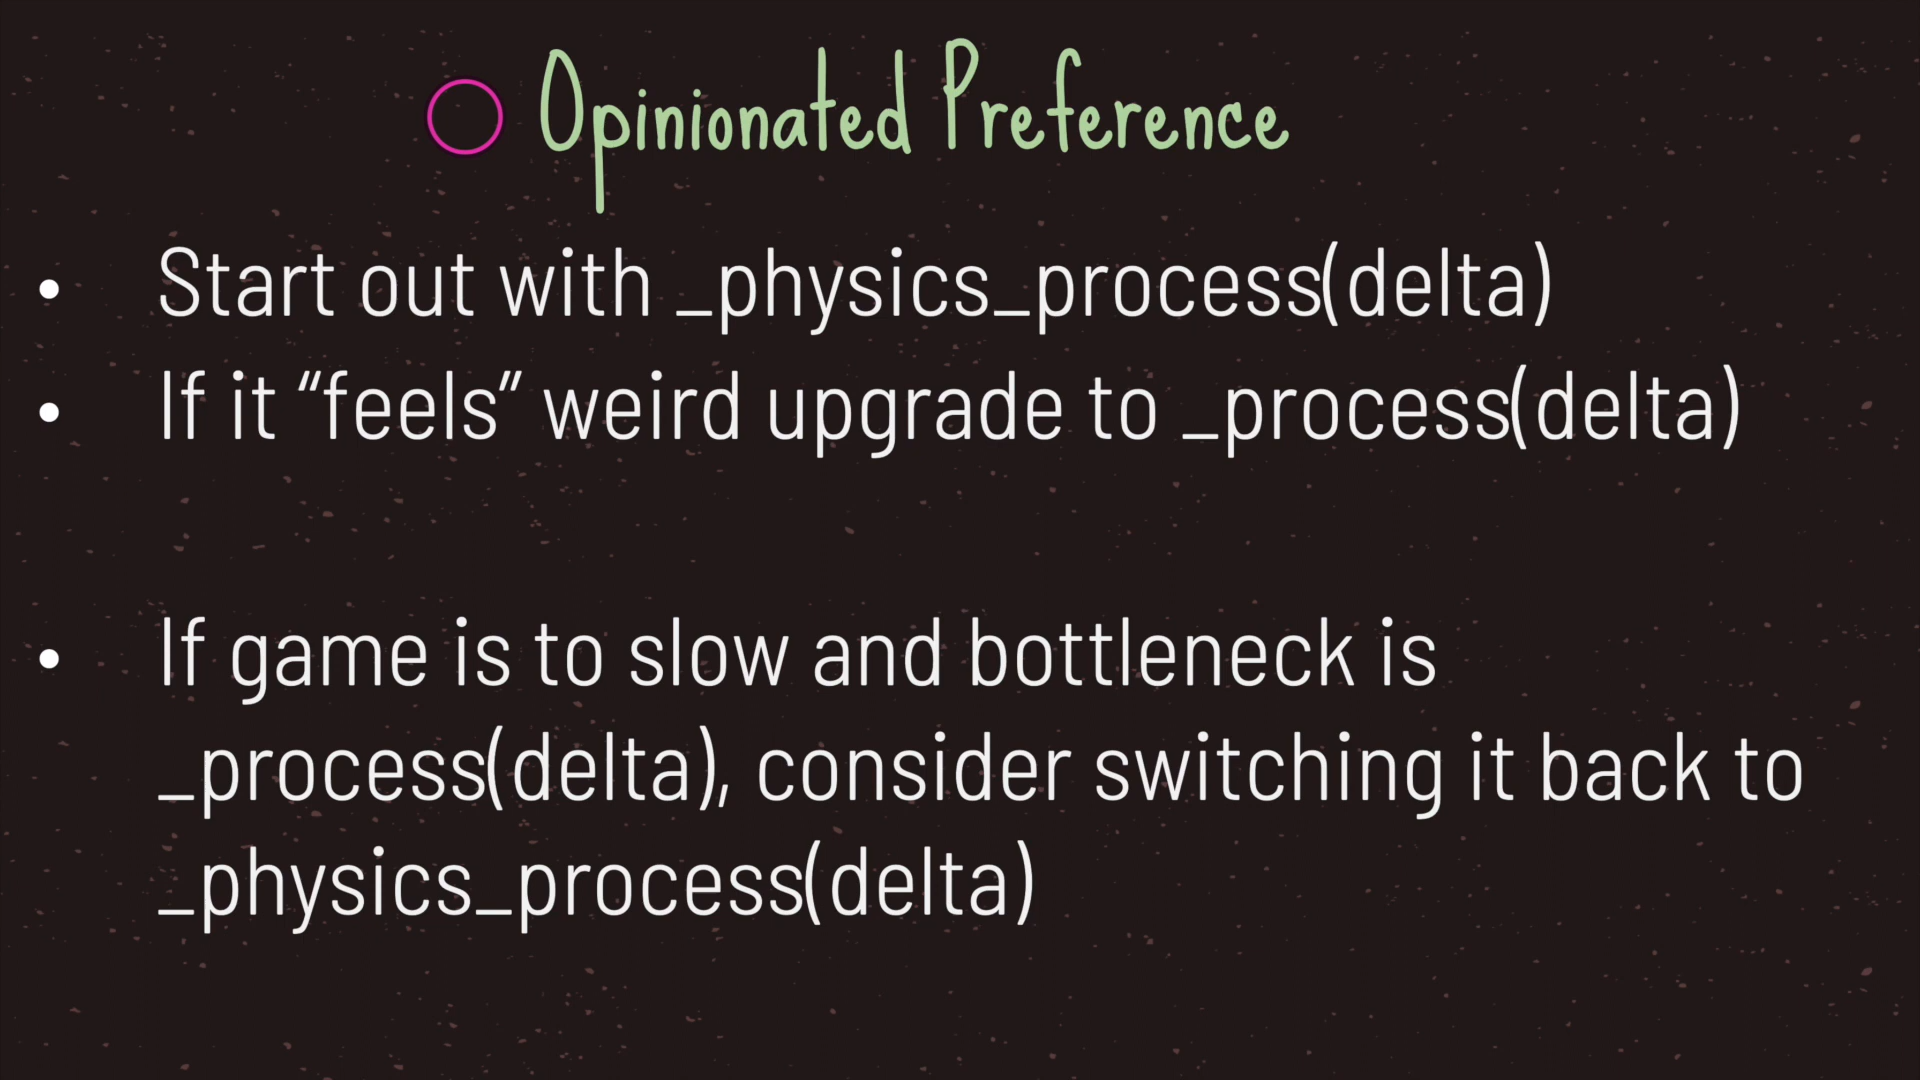 Opinionated Preference
• Start out with _physics_process(delta)
• If it “feels” weird upgrade to _process(delta)
• If game is to slow and bottleneck is
_process(delta), consider switching it back to
_physics_process(delta)